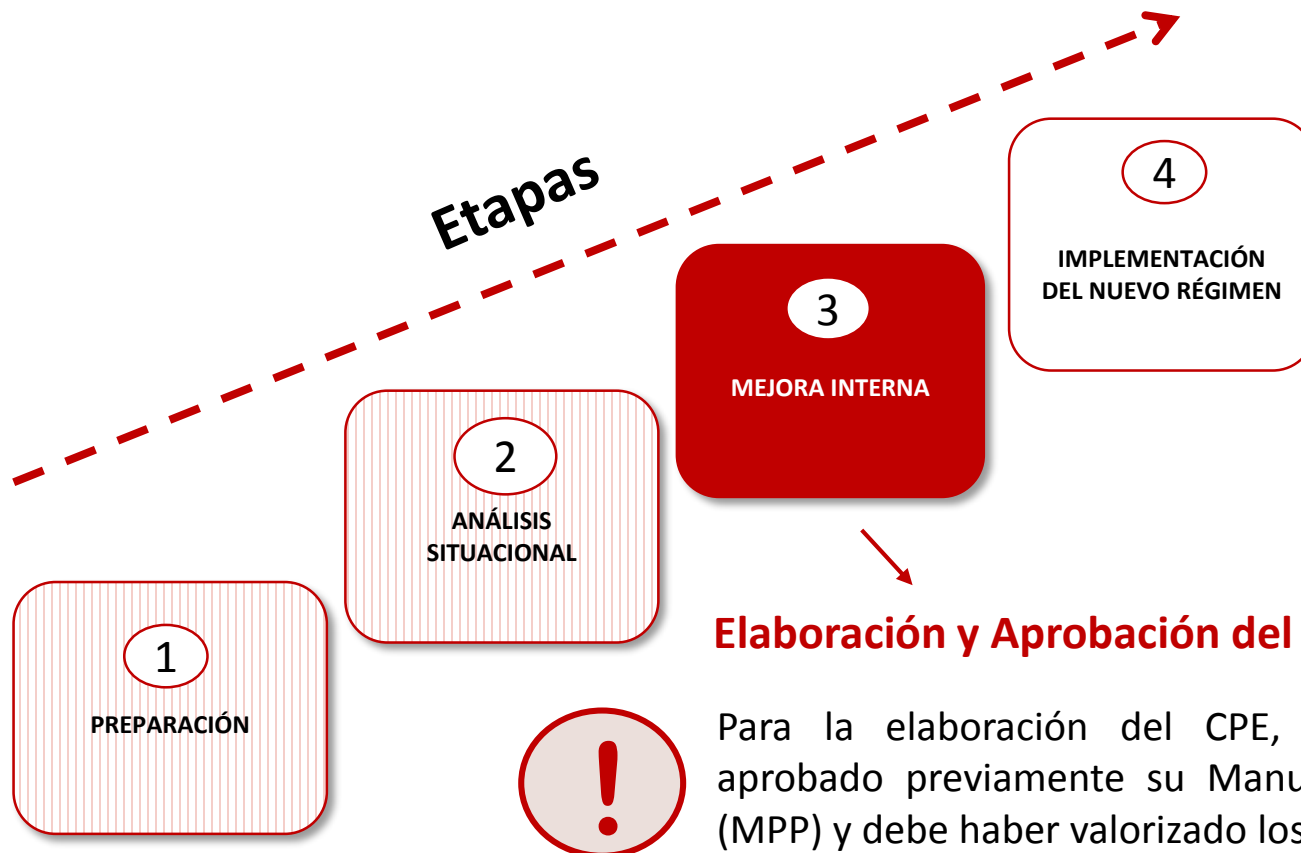 Etapas
1
PREPARACIÓN
2
ANÁLISIS
SITUACIONAL
3
MEJORA INTERNA
4
IMPLEMENTACIÓN
DEL NUEVO RÉGIMEN
Elaboración y Aprobación del
!
Para la elaboración del CPE,
aprobado previamente su
(MPP) y debe haber valorizado los